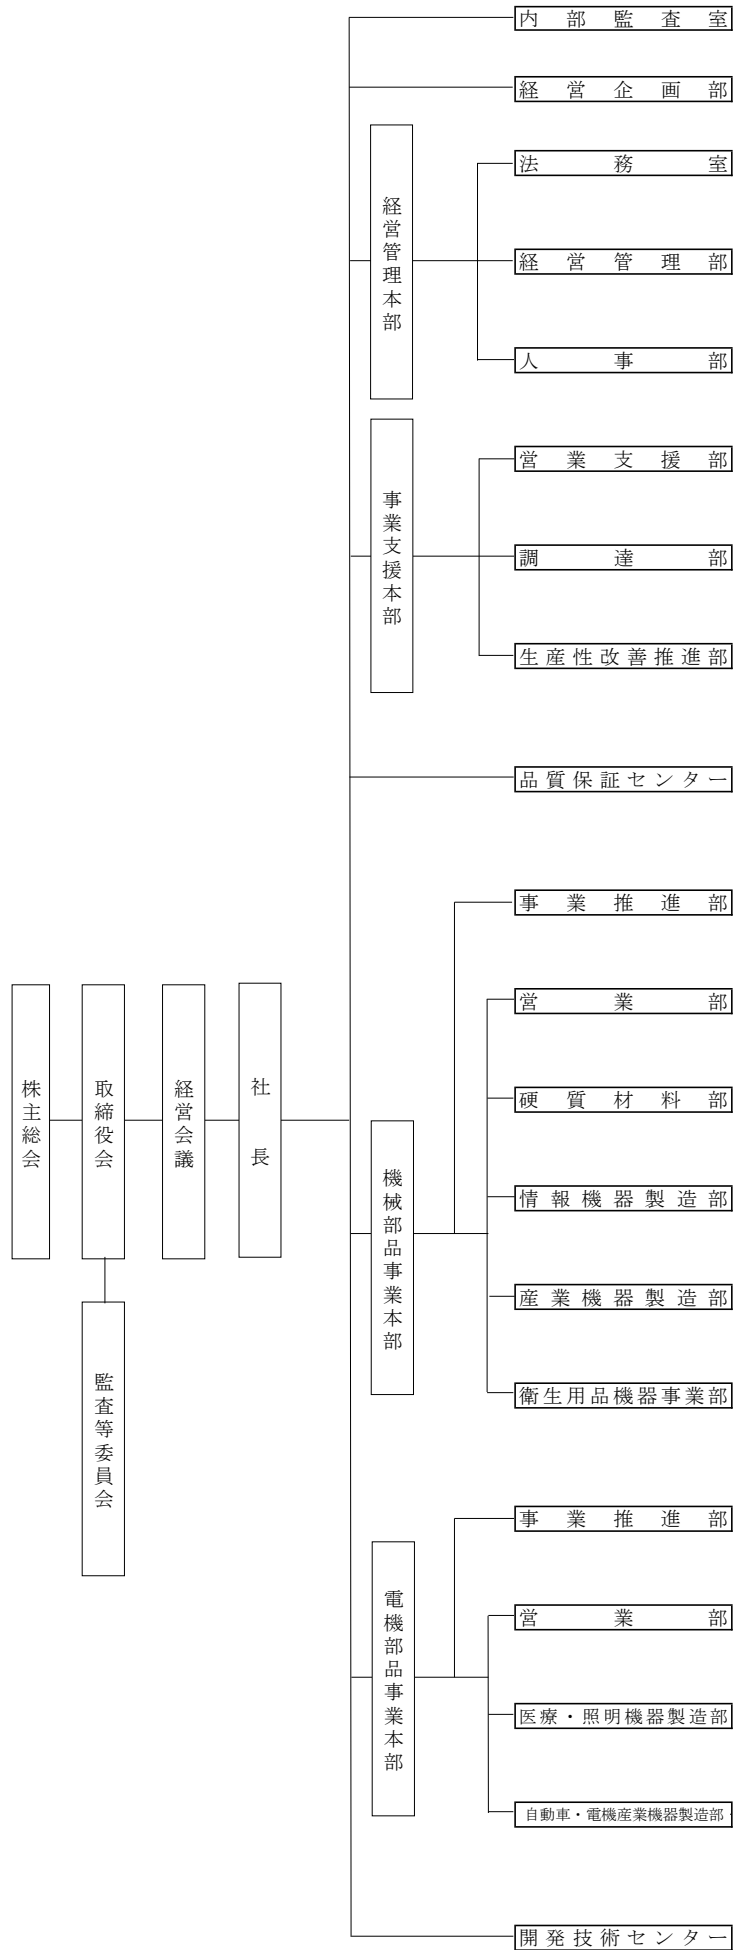 株主総会
取締役会
監査等委員会
経営会議
社長
内部監査室
経営企画部
経営管理本部
法務室
経営管理部
人事部
事業支援本部
営業支援部
調達部
生産性改善推進部
品質保証センター
機械部品事業本部
事業推進部
営業部
硬質材料部
情報機器製造部
産業機器製造部
衛生用品機器事業部
電機部品事業本部
事業推進部
営業部
医療・照明機器製造部
自動車・電機産業機器製造部
開発技術センター